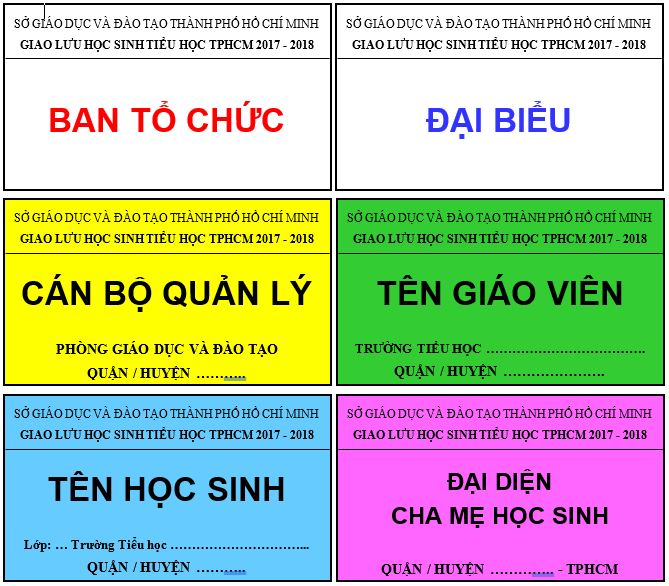 SỞ GIÁO DỤC VÀ ĐÀO TẠO THÀNH PHỐ HỒ CHÍ MINH
GIAO LƯU HỌC SINH TIỂU HỌC TPHCM 2017 - 2018
BAN TỔ CHỨC
SỞ GIÁO DỤC VÀ ĐÀO TẠO THÀNH PHỐ HỒ CHÍ MINH
GIAO LƯU HỌC SINH TIỂU HỌC TPHCM 2017 - 2018
ĐẠI BIỂU
SỞ GIÁO DỤC VÀ ĐÀO TẠO THÀNH PHỐ HỒ CHÍ MINH
GIAO LƯU HỌC SINH TIỂU HỌC TPHCM 2017 - 2018
CÁN BỘ QUẢN LÝ
PHÒNG GIÁO DỤC VÀ ĐÀO TẠO
QUẬN / HUYỆN ………..
SỞ GIÁO DỤC VÀ ĐÀO TẠO THÀNH PHỐ HỒ CHÍ MINH
GIAO LƯU HỌC SINH TIỂU HỌC TPHCM 2017 - 2018
TÊN GIÁO VIÊN
TRƯỜNG TIỂU HỌC ……………………………….
QUẬN / HUYỆN ………………….
SỞ GIÁO DỤC VÀ ĐÀO TẠO THÀNH PHỐ HỒ CHÍ MINH
GIAO LƯU HỌC SINH TIỂU HỌC TPHCM 2017 - 2018
TÊN HỌC SINH
Lớp: … Trường Tiểu học …………………………...
QUẬN / HUYỆN ………..
SỞ GIÁO DỤC VÀ ĐÀO TẠO THÀNH PHỐ HỒ CHÍ MINH
GIAO LƯU HỌC SINH TIỂU HỌC TPHCM 2017 - 2018
ĐẠI DIỆN
CHA MẸ HỌC SINH
QUẬN / HUYỆN ………….. - TPHCM